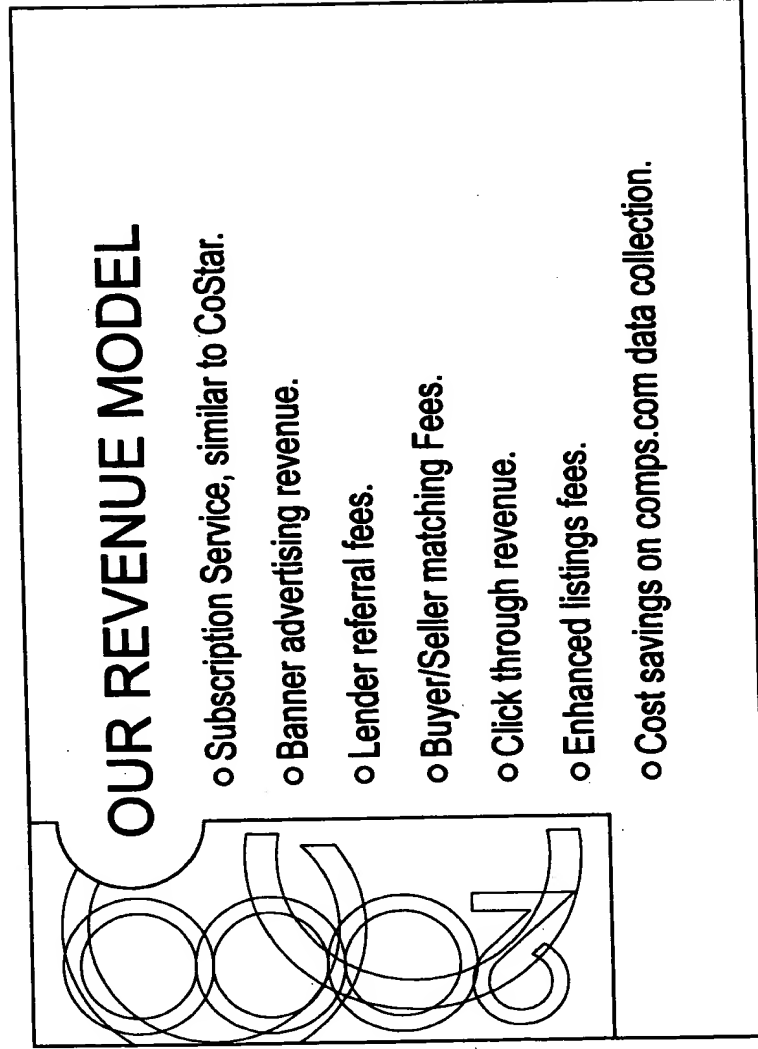 OUR REVENUE MODEL
o Subscription Service, similar to CoStar.
o Banner advertising revenue.
o Lender referral fees.
o Buyer/Seller matching Fees.
o Click through revenue.
o Enhanced listings fees.
o Cost savings on comps.com data collection.